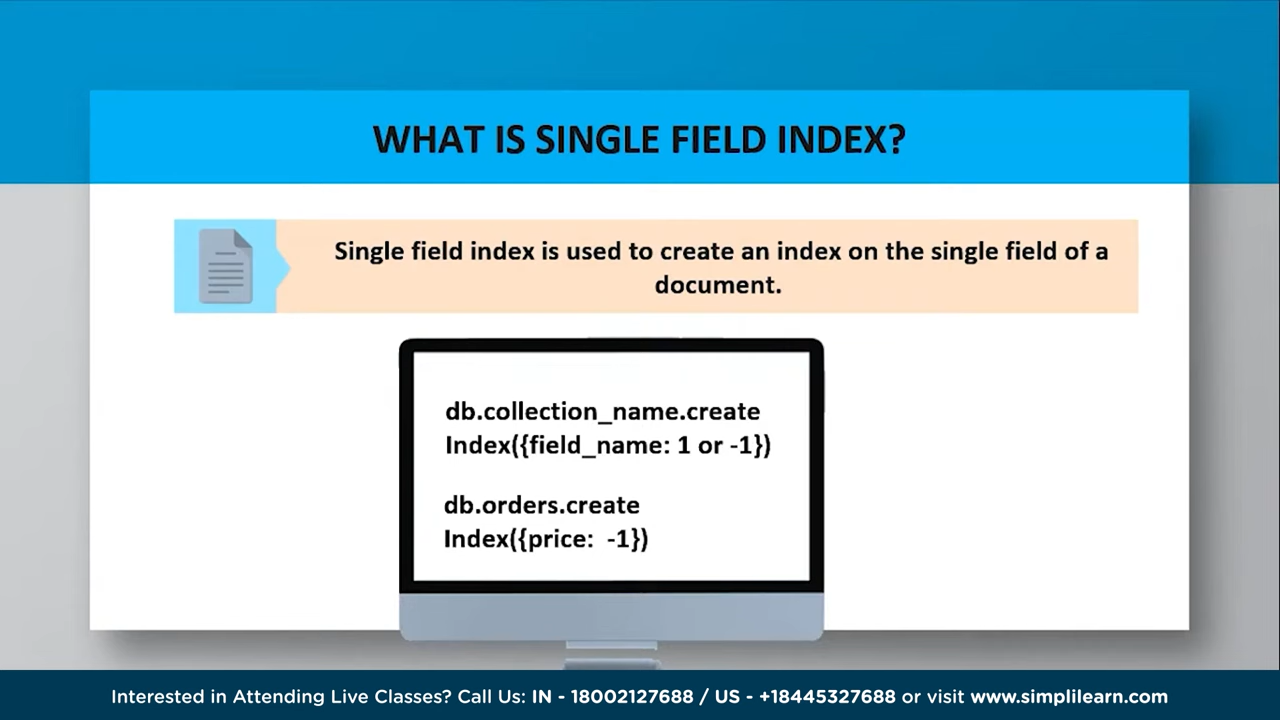 WHAT IS SINGLE FIELD INDEX?
Single field index is used to create an index on the single field of a
document.
db.collection_name.create
Index({field_name: 1 or -1})
db.orders.create
Index({price:  -1})
Interested in Attending Live Classes? Call Us: IN - 18002127688 / US - +18445327688 or visit www.simplilearn.com